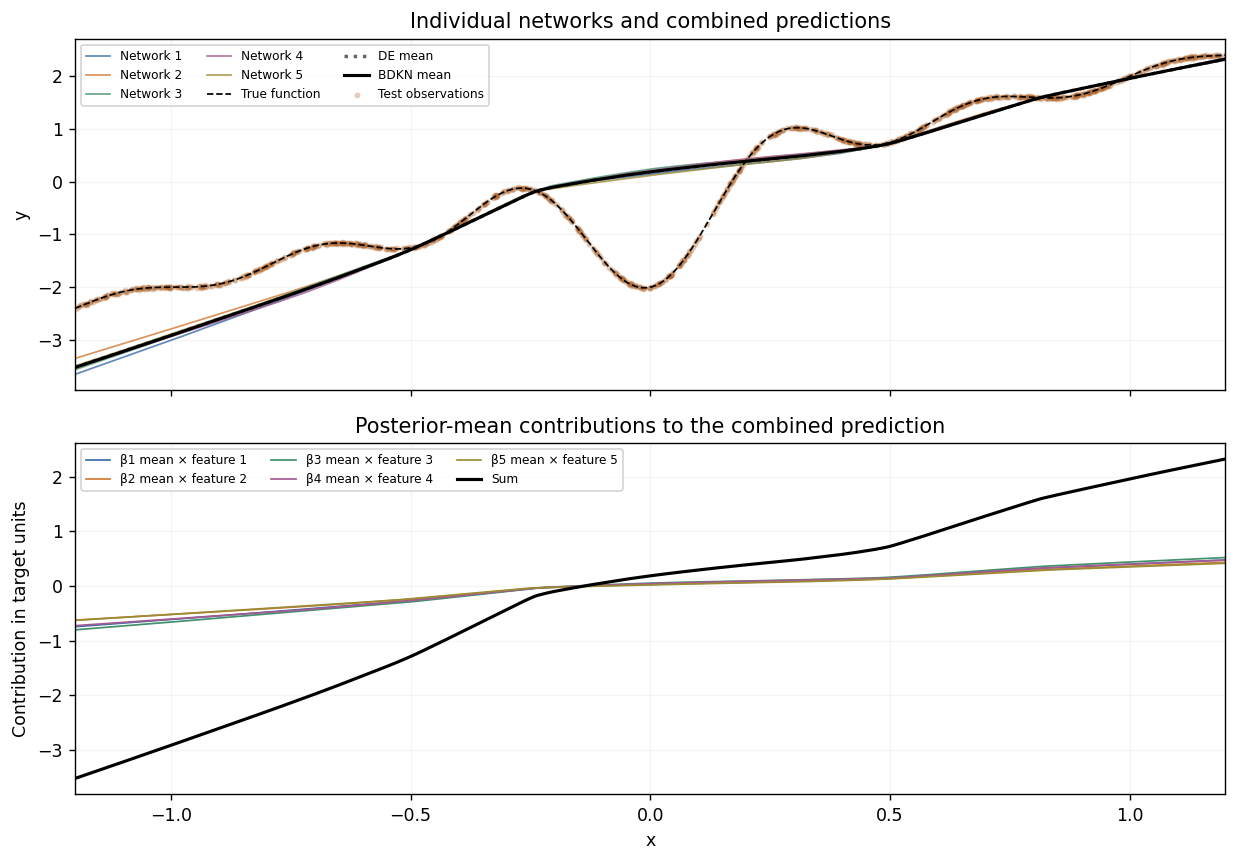 Individual networks and combined predictions
Network 1 Network 4 DE mean
Network 2 Network 5 BDKN mean
Network 3 True function Test observations
y
2
1
0
−1
−2
−3
Posterior-mean contributions to the combined prediction
β1 mean × feature 1 β3 mean × feature 3 β5 mean × feature 5
β2 mean × feature 2 β4 mean × feature 4 Sum
Contribution in target units
2
1
0
−1
−2
−3
−1.0 −0.5 0.0 0.5 1.0
x